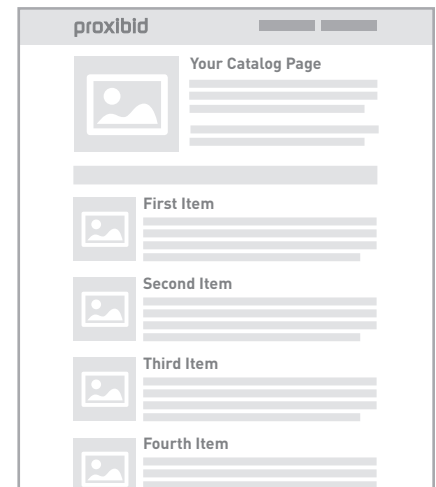 proxibid
Your Catalog Page
First Item
Second Item
Third Item
Fourth Item